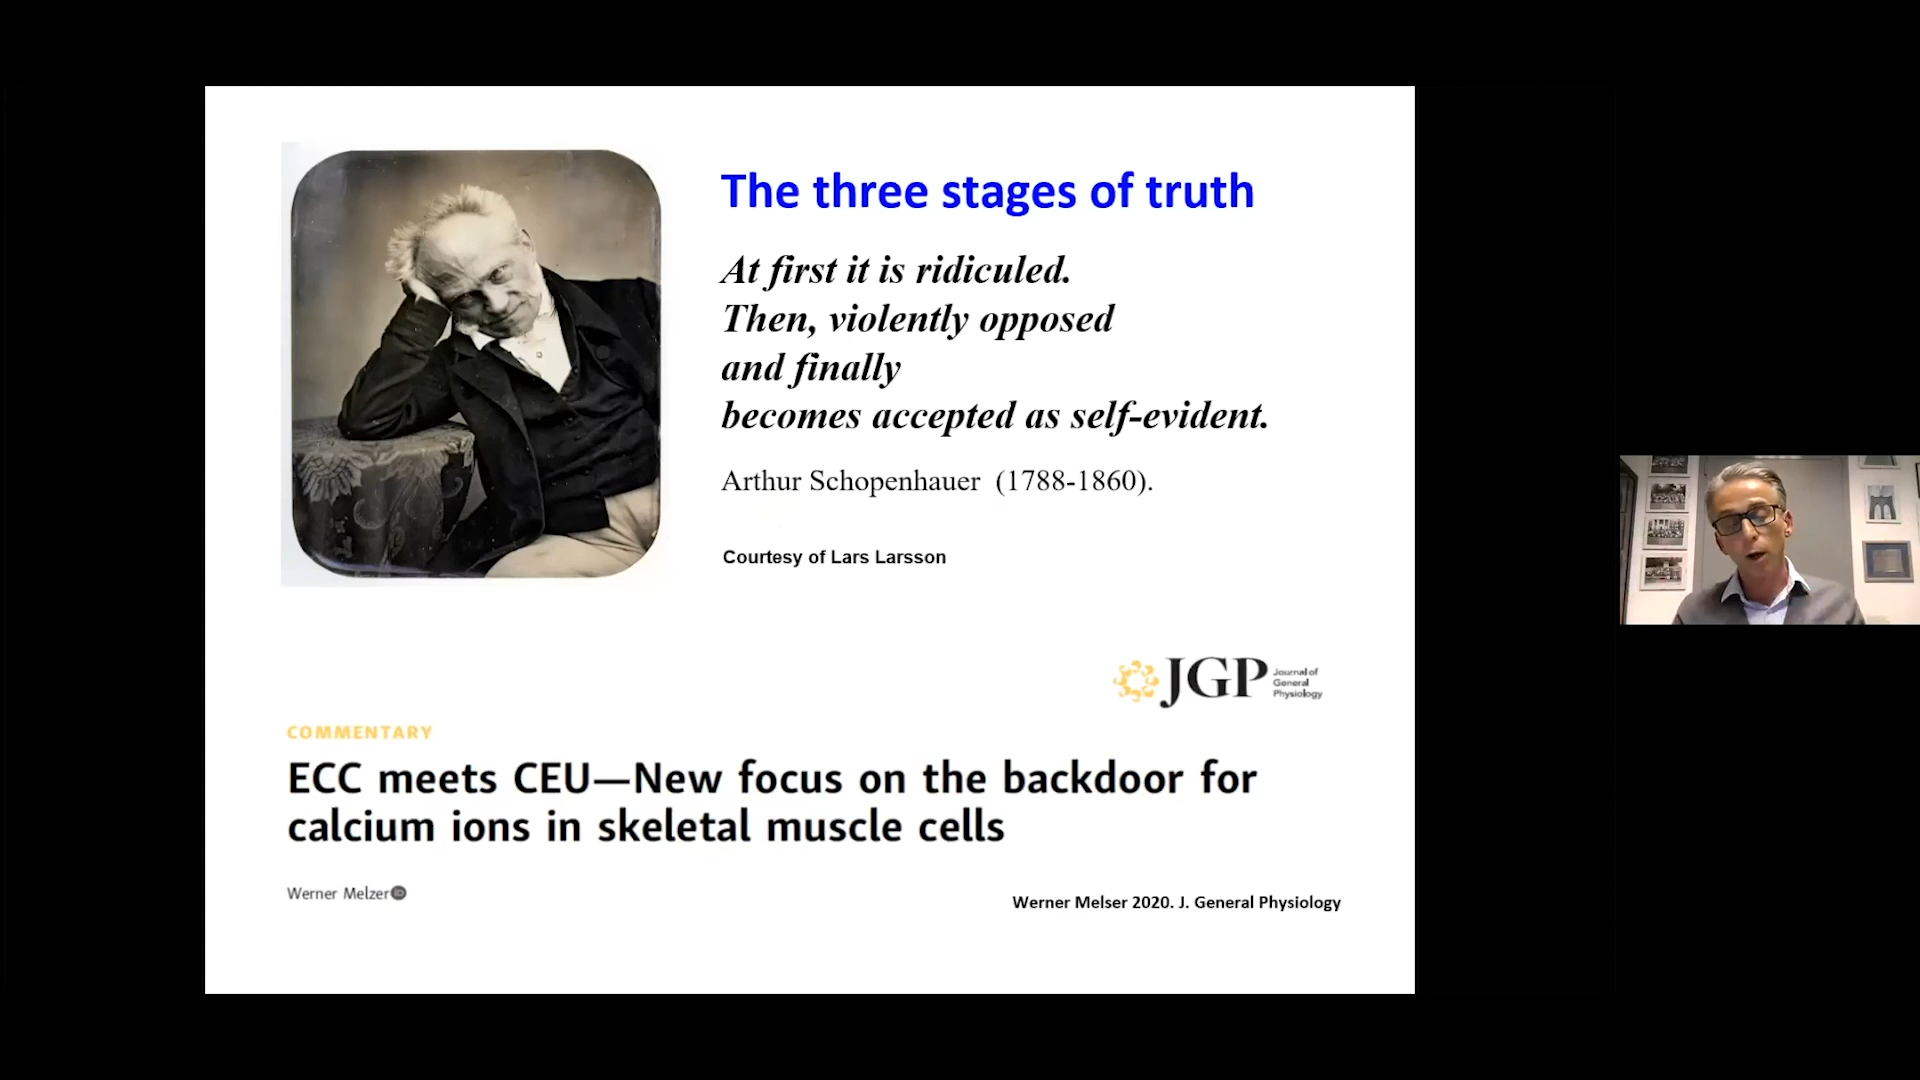 The three stages of truth
At first it is ridiculed.
Then, violently opposed
and finally
becomes accepted as self-evident.
Arthur Schopenhauer (1788-1860).
Courtesy of Lars Larsson
JGP
Journal of
General
Physiology
COMMENTARY
ECC meets CEU—New focus on the backdoor for
calcium ions in skeletal muscle cells
Werner Melzer
Werner Melser 2020. J. General Physiology